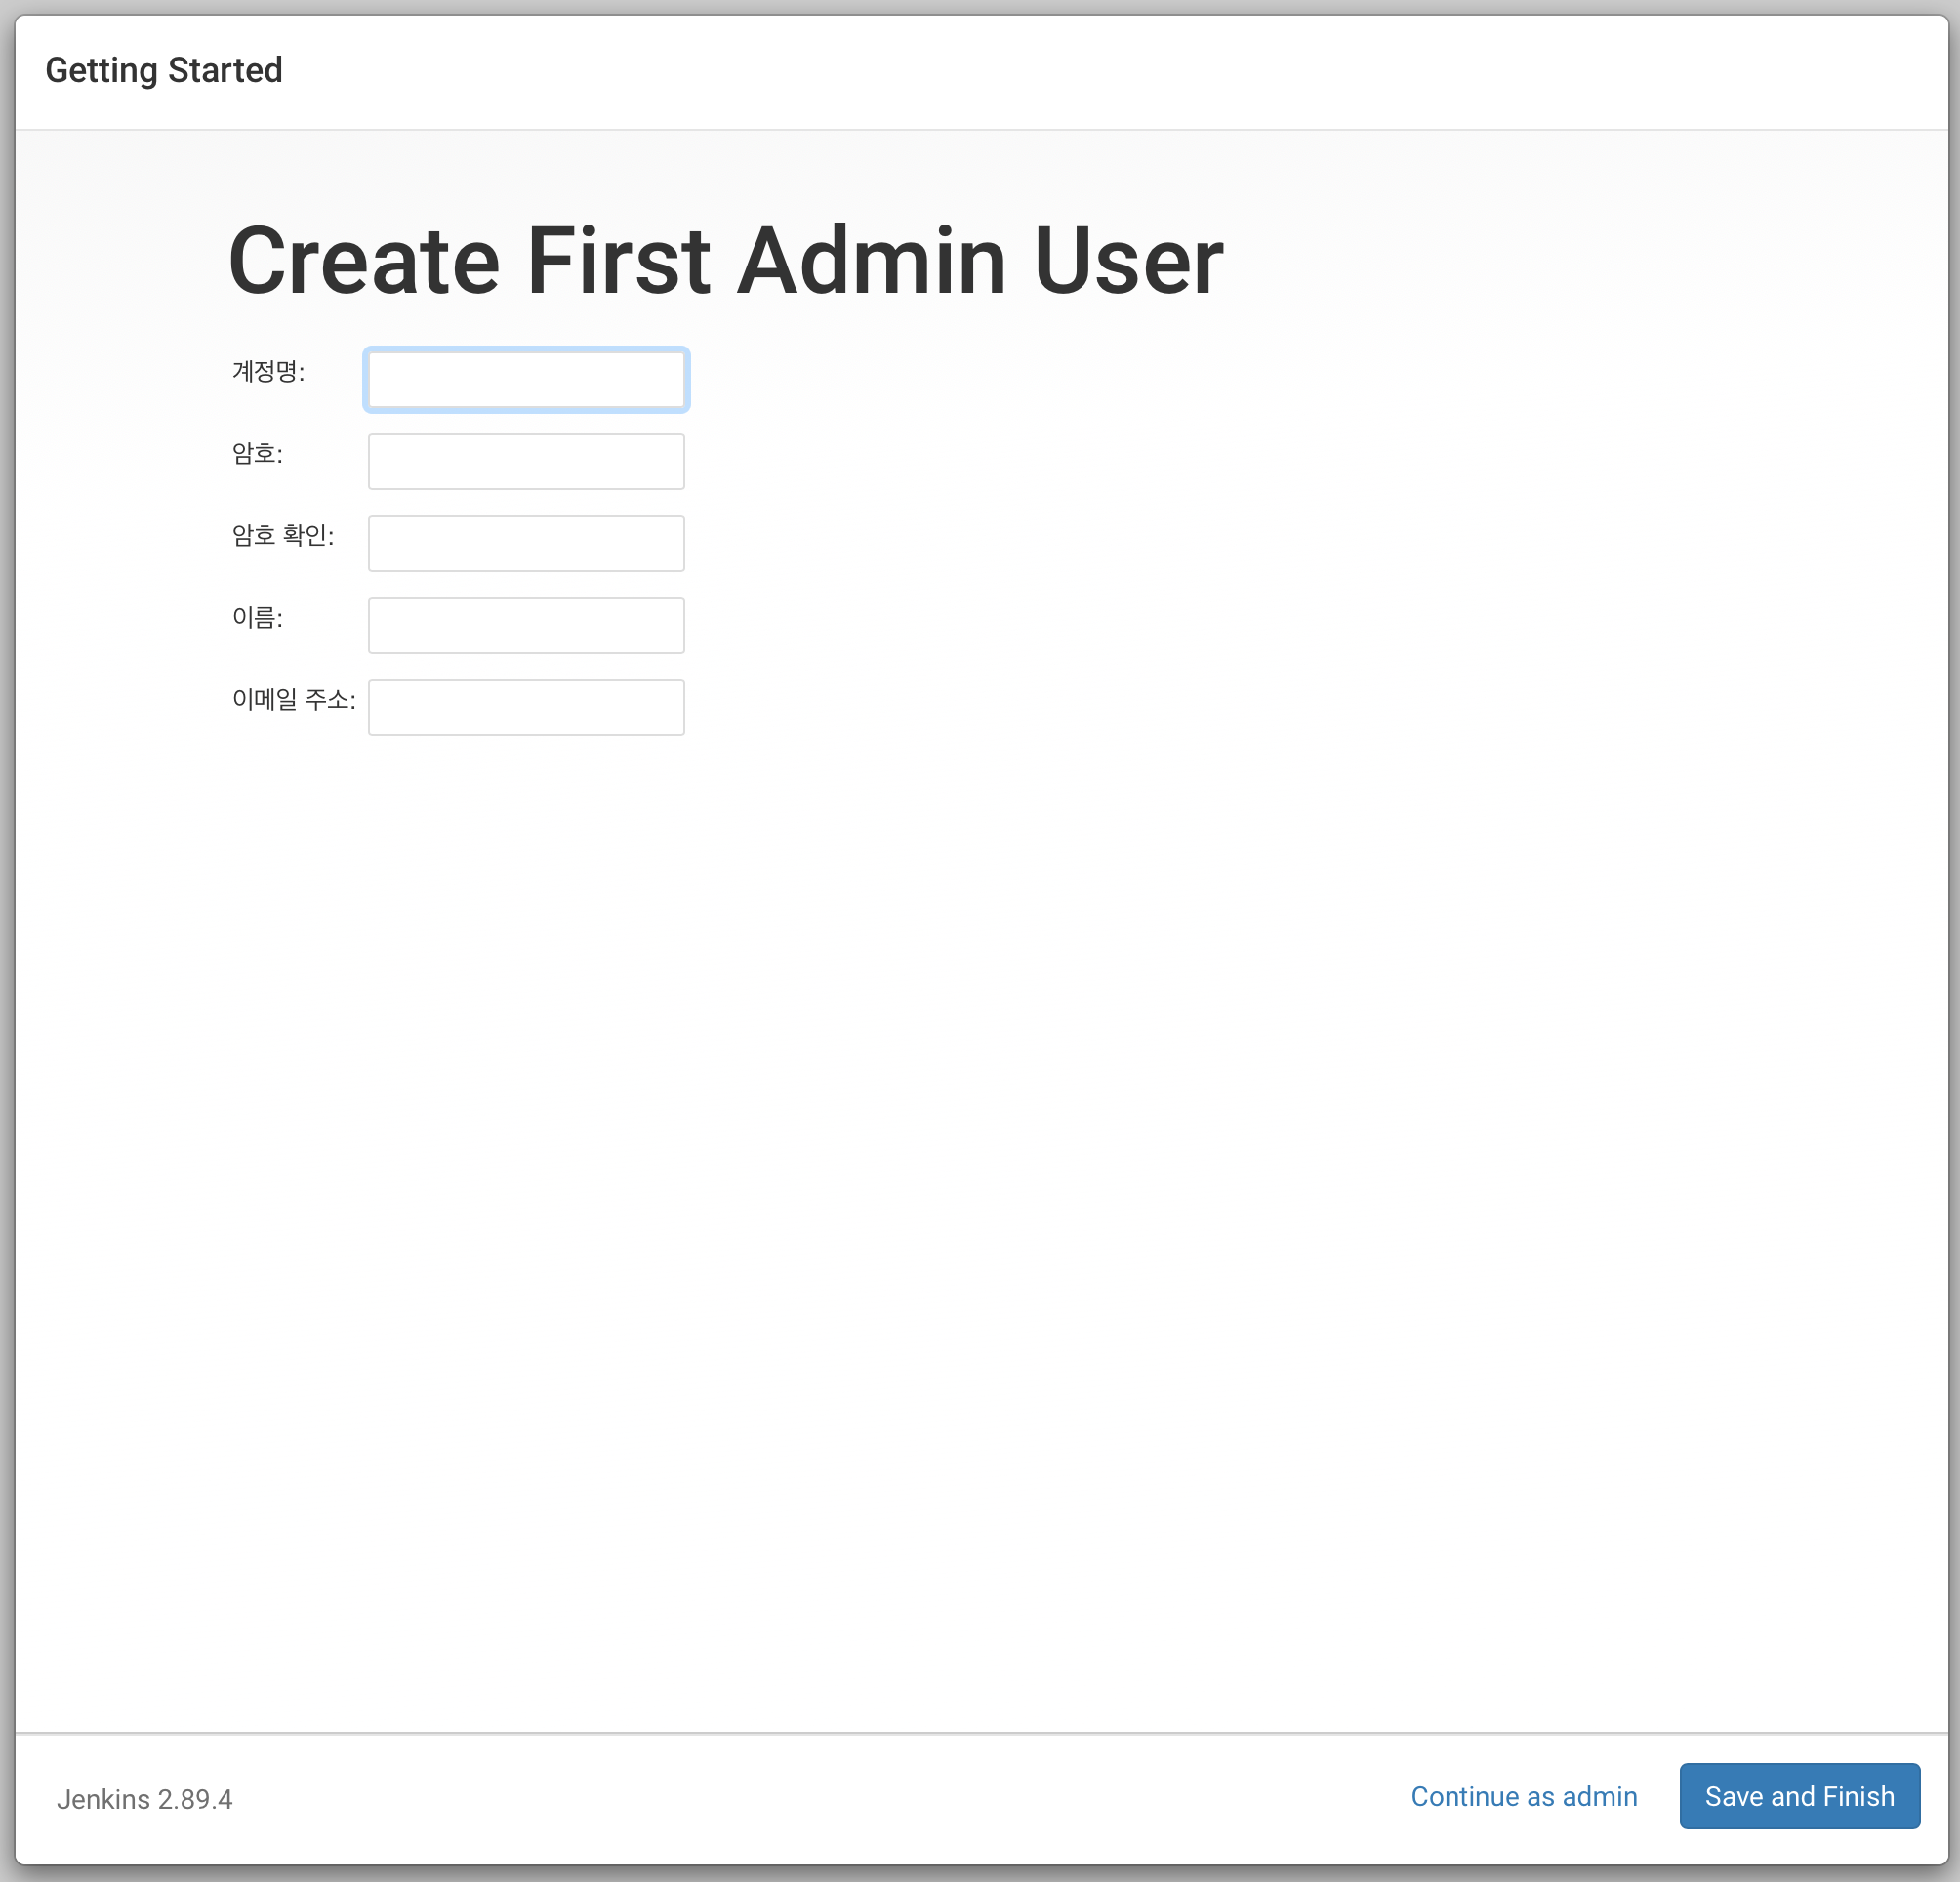 Getting Started
Create First Admin User
계정명:
암호:
암호 확인:
이름:
이메일 주소:
Jenkins 2.89.4
Continue as admin
Save and Finish